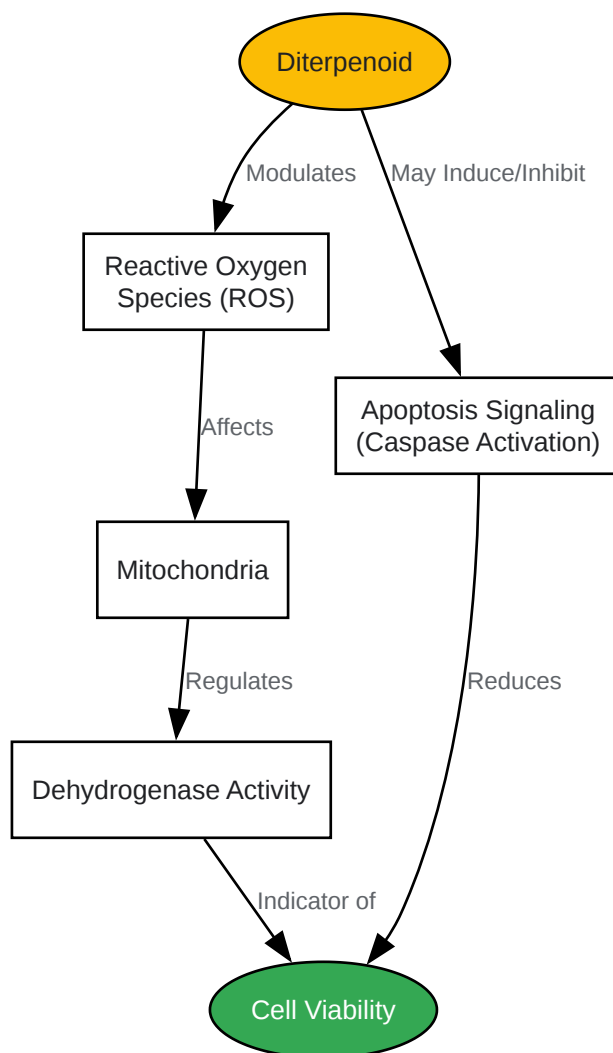 Diterpenoid
Modulates
May Induce/Inhibit
Reactive Oxygen
Species (ROS)
Apoptosis Signaling
(Caspase Activation)
Affects
Mitochondria
Regulates
Reduces
Dehydrogenase Activity
Indicator of
Cell Viability